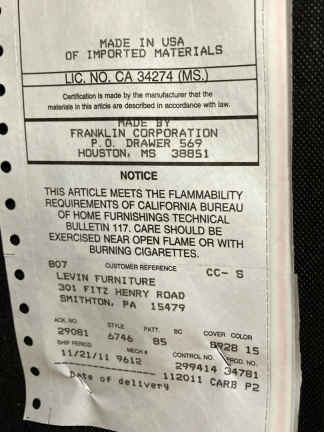 MADE IN USA
OF IMPORTED MATERIALS
LIC. NO. CA 34274 (MS.)
Certification is made by the manufacturer that the
materials in this article are described in accordance with law.
MADE BY
FRANKLIN CORPORATION
P.O. DRAWER 569
HOUSTON, MS 38851
NOTICE
THIS ARTICLE MEETS THE FLAMMABILITY
REQUIREMENTS OF CALIFORNIA BUREAU
OF HOME FURNISHINGS TECHNICAL
BULLETIN 117. CARE SHOULD BE
EXERCISED NEAR OPEN FLAME OR WITH
BURNING CIGARETTES.
B07 CUSTOMER REFERENCE CC- S
LEVIN FURNITURE
301 FITZ HENRY ROAD
SMITHTON, PA 15479
ACK. NO. STYLE PATT. BC COVER COLOR
29081 6746 85 8928 15
SHIP PERIOD MECH # CONTROL NO. PROD. NO.
11/21/11 9612 299414 34781
Date of delivery 112011 CARB P2